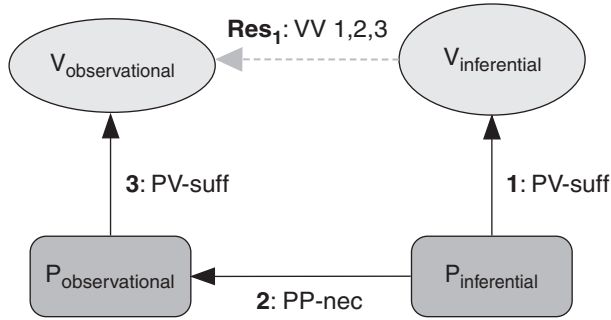 Res1: VV 1,2,3
Vobservational
Vinferential
3: PV-suff
1: PV-suff
Pobservational
Pinferential
2: PP-nec